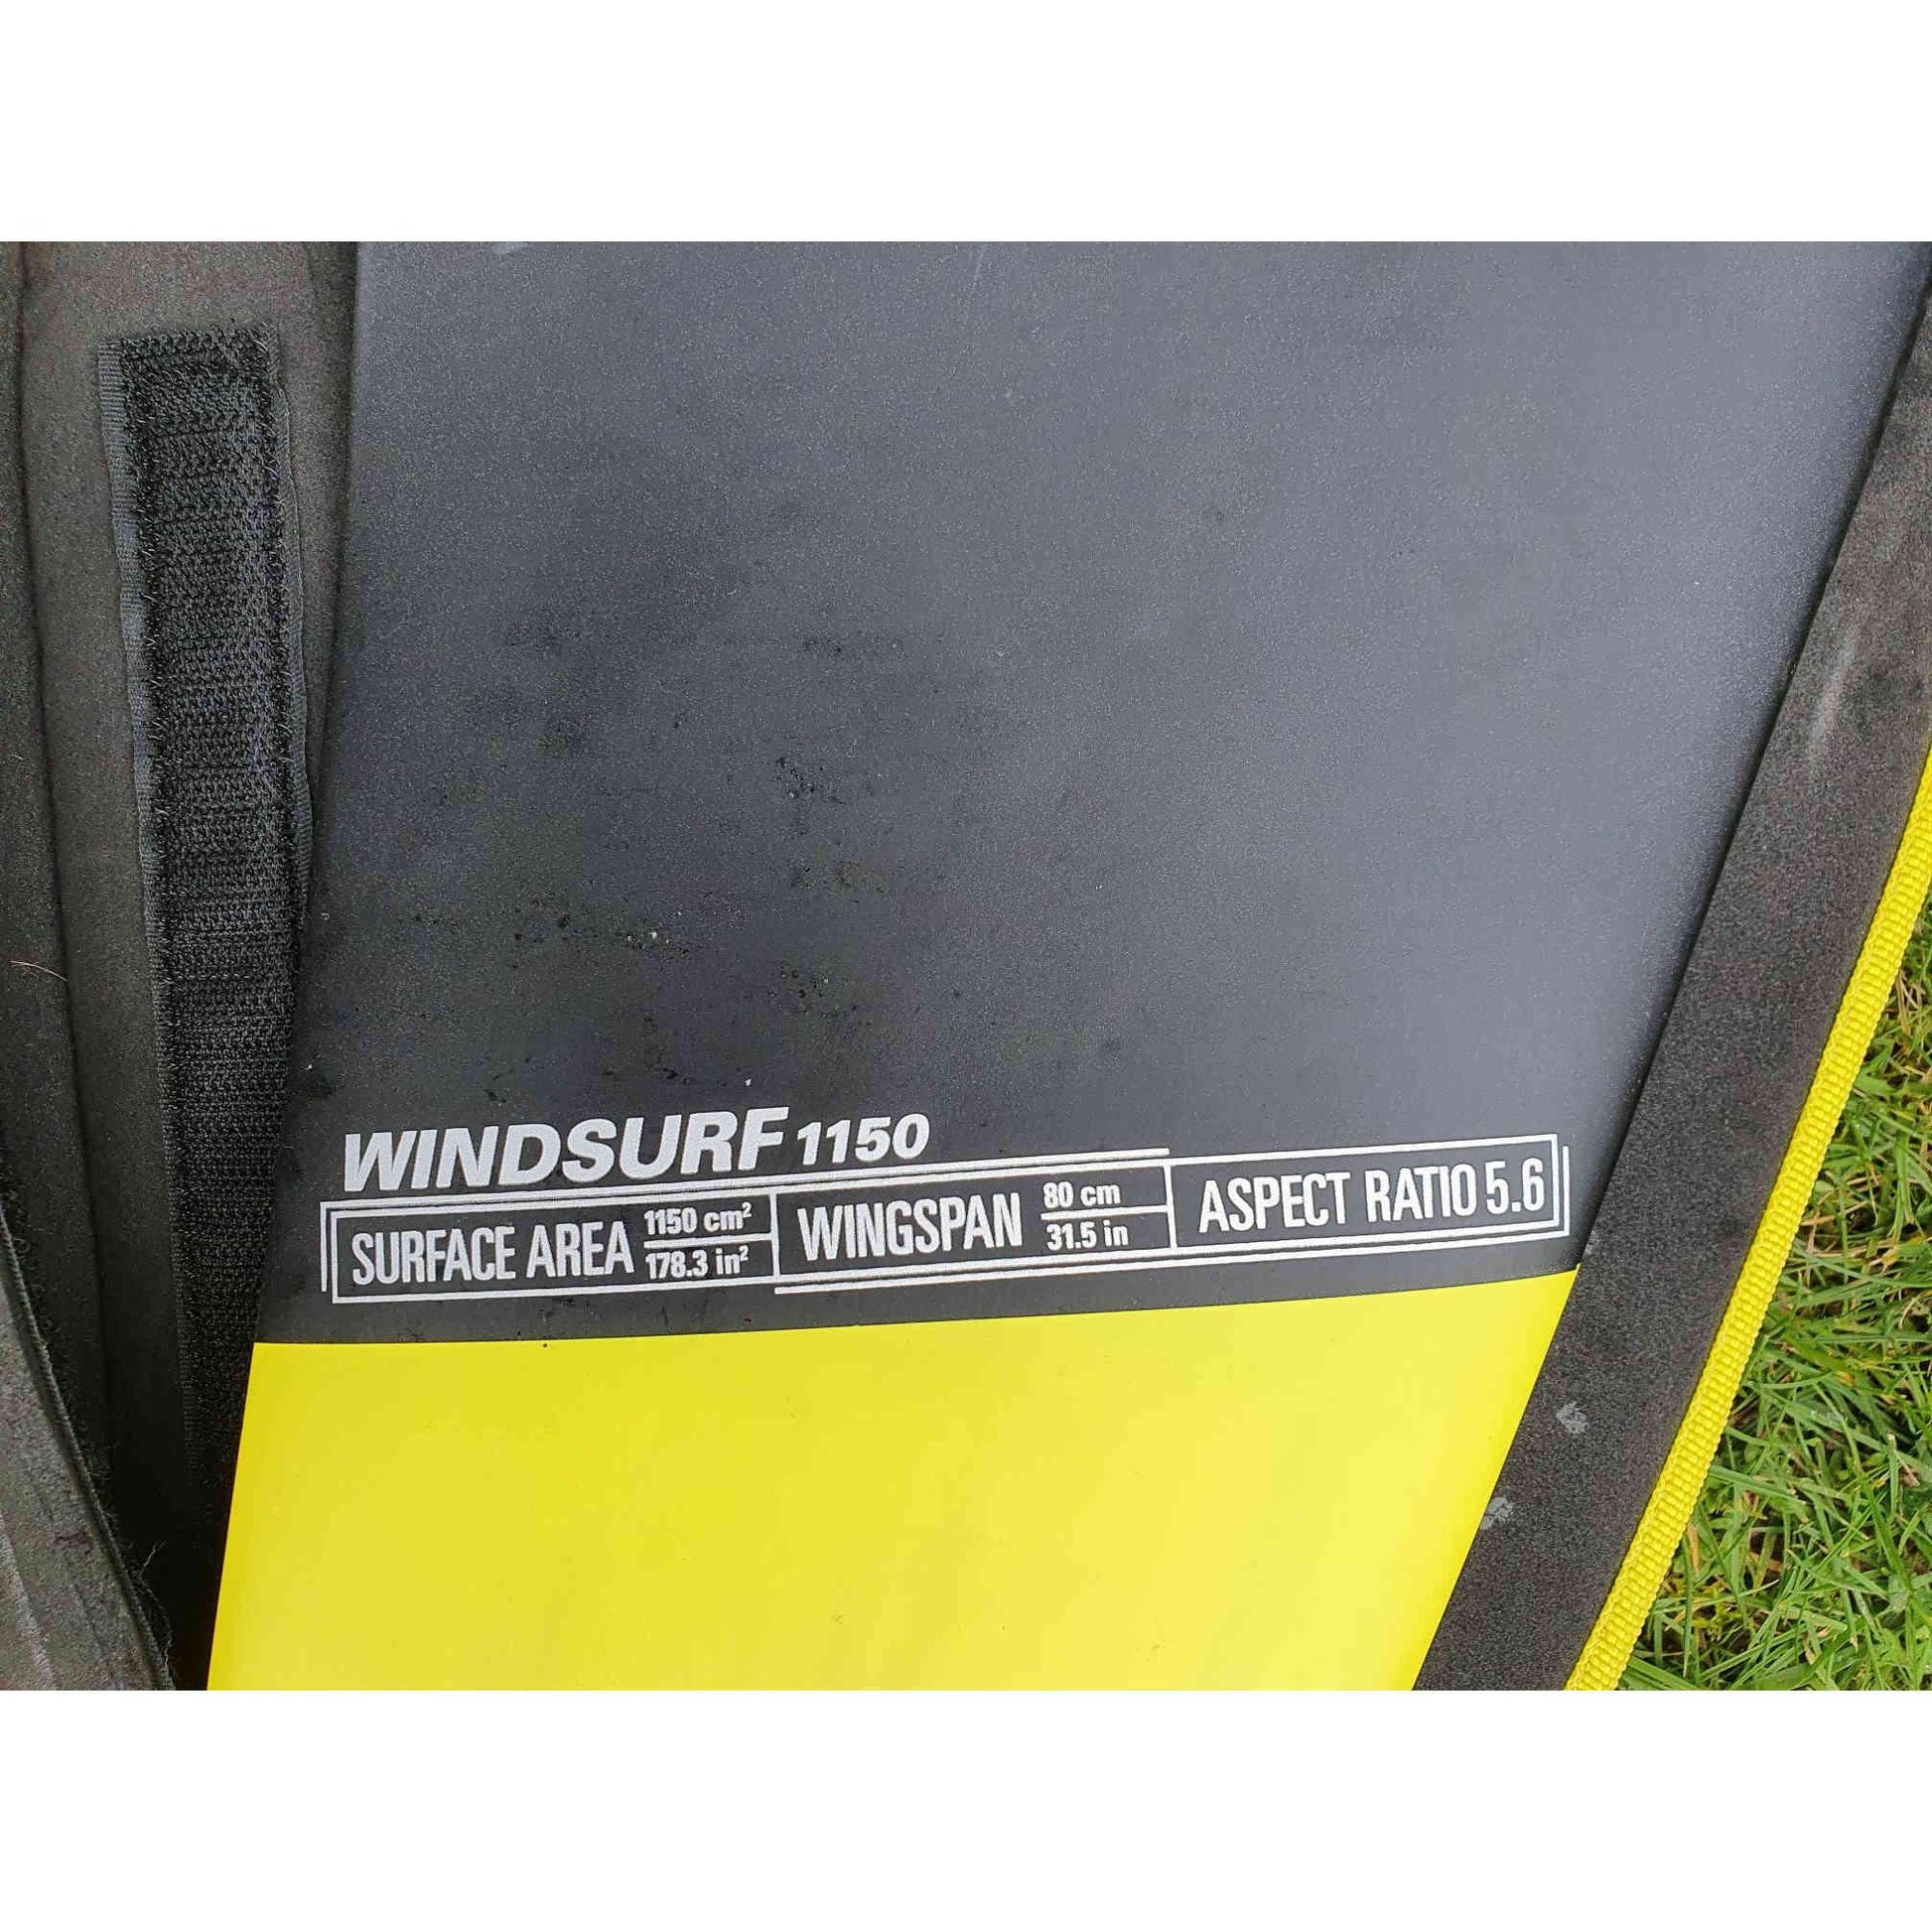 WINDSURF 1150
SURFACE AREA 1150 cm² 178.3 in² WINGSPAN 80 cm 31.5 in ASPECT RATIO 5.6